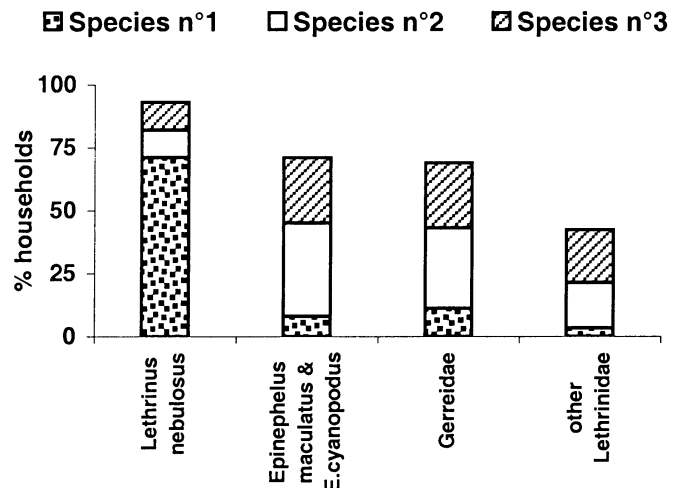 Species n°1 Species n°2 Species n°3
100
75
50
25
0
% households
Lethrinus
nebulosus
Epinephelus
maculatus &
E.cyanopodus
Gerreidae
other
Lethrinidae